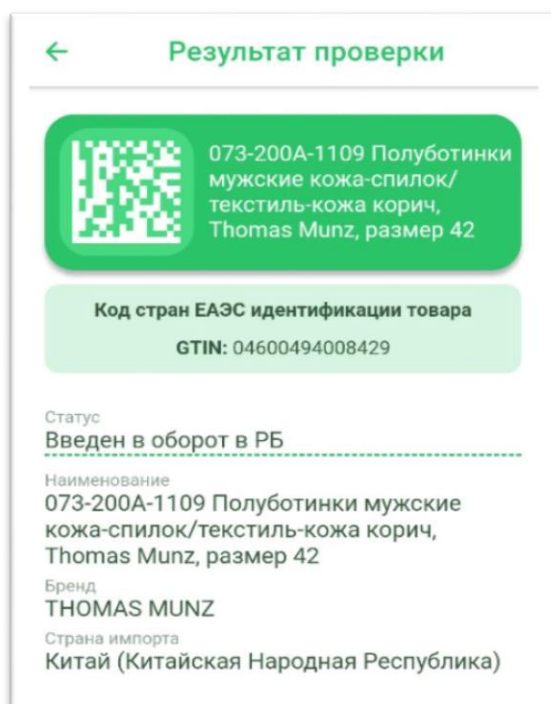 Результат проверки
073-200А-1109 Полуботинки
мужские кожа-спилок/
текстиль-кожа корич,
Thomas Munz, размер 42
Код стран ЕАЭС идентификации товара
GTIN: 04600494008429
Статус
Введен в оборот в РБ
Наименование
073-200А-1109 Полуботинки мужские
кожа-спилок/текстиль-кожа корич,
Thomas Munz, размер 42
Бренд
THOMAS MUNZ
Страна импорта
Китай (Китайская Народная Республика)